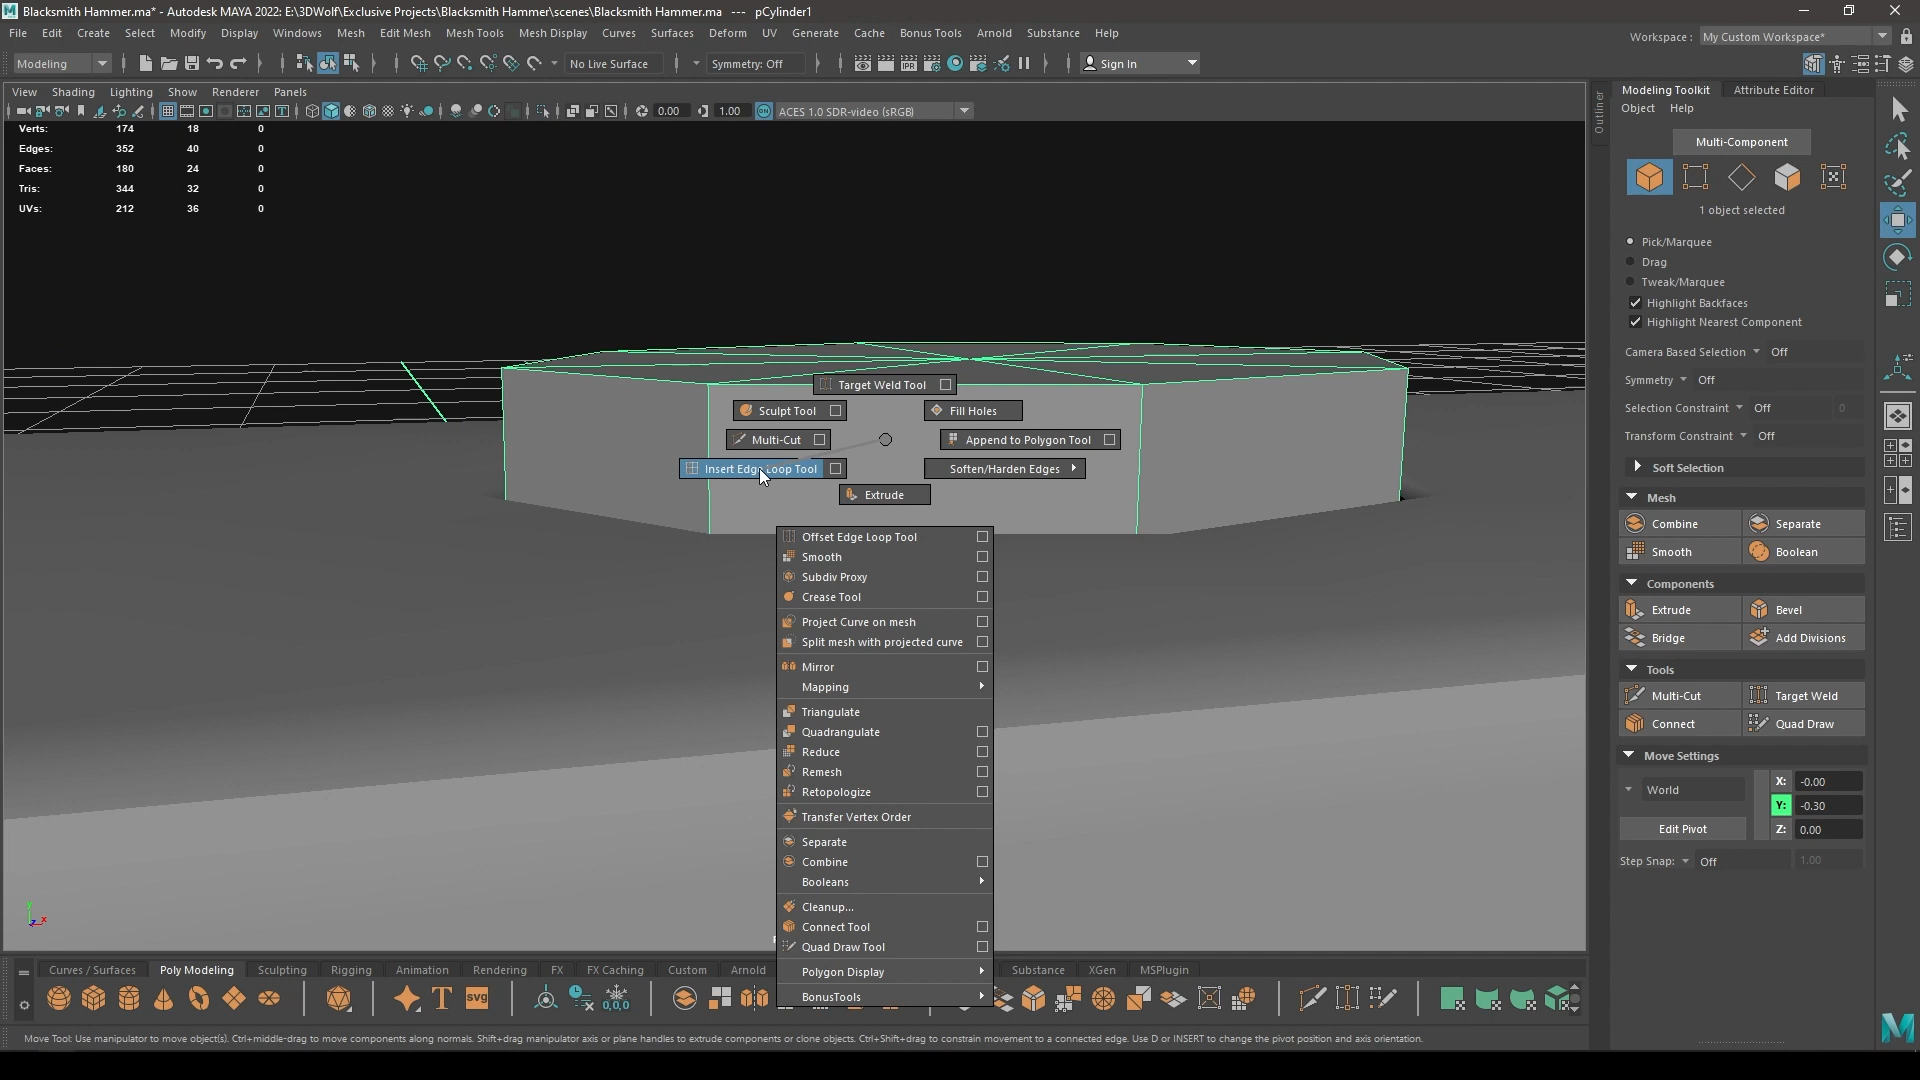 Blacksmith Hammer.ma* - Autodesk MAYA 2022: E:\3DWolf\Exclusive Projects\Blacksmith Hammer\scenes\Blacksmith Hammer.ma --- pCylinder1
File Edit Create Select Modify Display Windows Mesh Edit Mesh Mesh Tools Mesh Display Curves Surfaces Deform UV Generate Cache Bonus Tools Arnold Substance Help
Workspace : My Custom Workspace*
Modeling No Live Surface Symmetry: Off Sign In
View Shading Lighting Show Renderer Panels
0.00 1.00 ACES 1.0 SDR-video (sRGB)
Verts: 174 18 0
Edges: 352 40 0
Faces: 180 24 0
Tris: 344 32 0
UVs: 212 36 0
Target Weld Tool
Sculpt Tool Fill Holes
Multi-Cut Append to Polygon Tool
Insert Edge Loop Tool Soften/Harden Edges
Extrude
Offset Edge Loop Tool
Smooth
Subdiv Proxy
Crease Tool
Project Curve on mesh
Split mesh with projected curve
Mirror
Mapping
Triangulate
Quadrangulate
Reduce
Remesh
Retopologize
Transfer Vertex Order
Separate
Combine
Booleans
Cleanup...
Connect Tool
Quad Draw Tool
Polygon Display
BonusTools
Outliner
Modeling Toolkit Attribute Editor
Object Help
Multi-Component
1 object selected
Pick/Marquee
Drag
Tweak/Marquee
Highlight Backfaces
Highlight Nearest Component
Camera Based Selection Off
Symmetry Off
Selection Constraint Off 0
Transform Constraint Off
Soft Selection
Mesh
Combine Separate
Smooth Boolean
Components
Extrude Bevel
Bridge Add Divisions
Tools
Multi-Cut Target Weld
Connect Quad Draw
Move Settings
World X: -0.00
Y: -0.30
Edit Pivot Z: 0.00
Step Snap: Off 1.00
Curves / Surfaces Poly Modeling Sculpting Rigging Animation Rendering FX FX Caching Custom Arnold Substance XGen MSPlugin
T svg 0,0,0
Move Tool: Use manipulator to move object(s). Ctrl+middle-drag to move components along normals. Shift+drag manipulator axis or plane handles to extrude components or clone objects. Ctrl+Shift+drag to constrain movement to a connected edge. Use D or INSERT to change the pivot position and axis orientation.